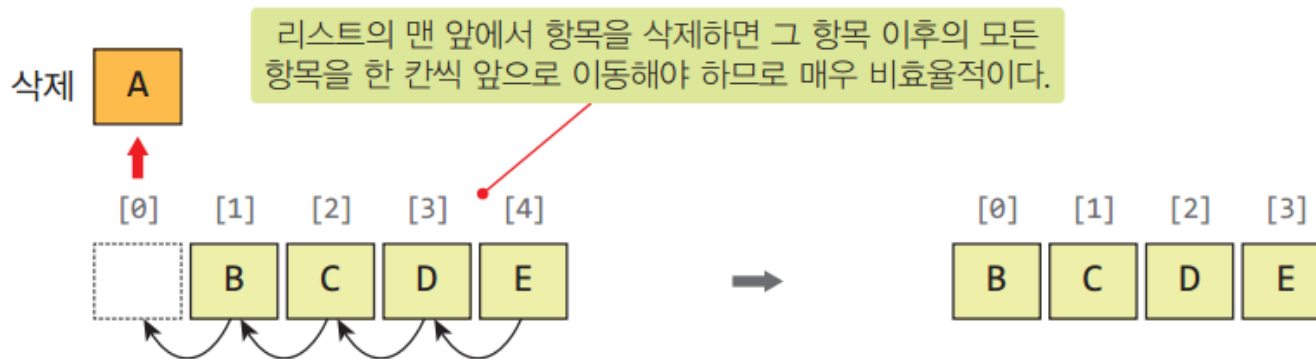 리스트의 맨 앞에서 항목을 삭제하면 그 항목 이후의 모든
항목을 한 칸씩 앞으로 이동해야 하므로 매우 비효율적이다.
삭제 A
[0] [1] [2] [3] [4] [0] [1] [2] [3]
B C D E B C D E